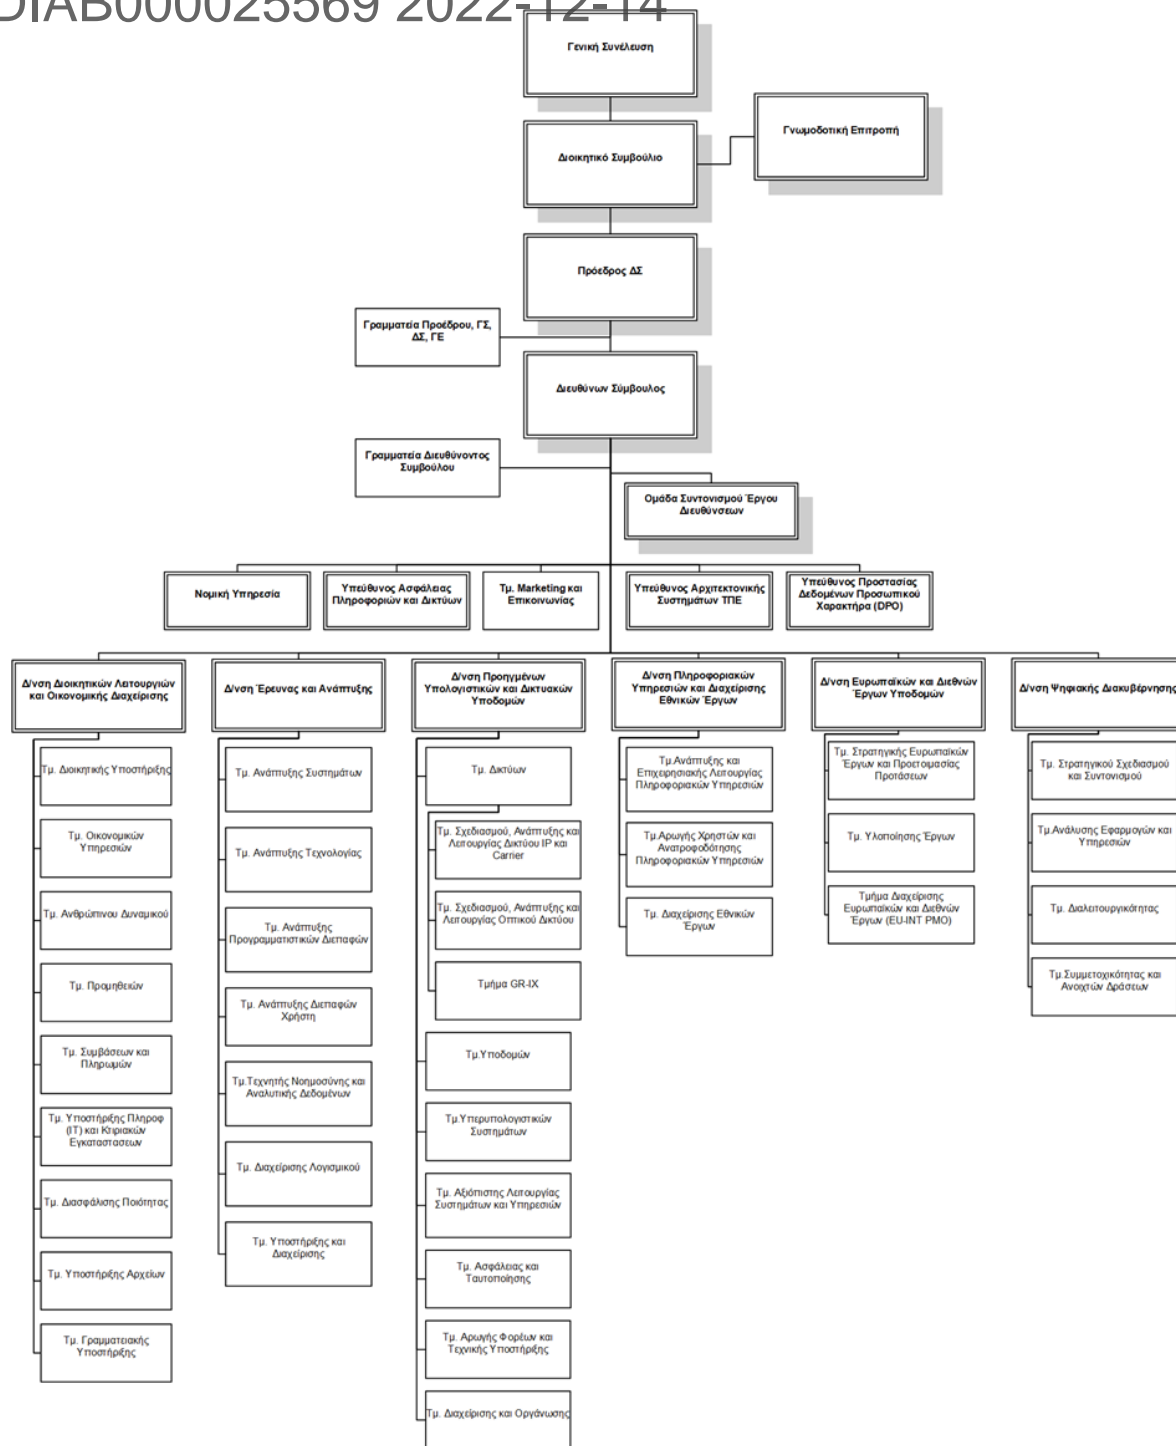 DIAB000025569 2022-12-14
Γενική Συνέλευση
Γνωμοδοτική Επιτροπή
Διοικητικό Συμβούλιο
Πρόεδρος ΔΣ
Γραμματεία Προέδρου, ΓΣ,
ΔΣ, ΓΕ
Διευθύνων Σύμβουλος
Γραμματεία Διευθύνοντος
Συμβούλου
Ομάδα Συντονισμού Έργου
Διευθύνσεων
Νομική Υπηρεσία
Υπεύθυνος Ασφάλειας
Πληροφοριών και Δικτύων
Τμ. Marketing και
Επικοινωνίας
Υπεύθυνος Αρχιτεκτονικής
Συστημάτων ΤΠΕ
Υπεύθυνος Προστασίας
Δεδομένων Προσωπικού
Χαρακτήρα (DPO)
Δ/νση Διοικητικών Λειτουργιών
και Οικονομικής Διαχείρισης
Τμ. Διοικητικής Υποστήριξης
Τμ. Οικονομικών
Υπηρεσιών
Τμ. Ανθρώπινου Δυναμικού
Τμ. Προμηθειών
Τμ. Συμβάσεων και
Πληρωμών
Τμ. Υποστήριξης Πληροφ
(IT) και Κτιριακών
Εγκαταστασεων
Τμ. Διασφάλισης Ποιότητας
Τμ. Υποστήριξης Αρχείων
Τμ. Γραμματειακής
Υποστήριξης
Δ/νση Έρευνας και Ανάπτυξης
Τμ. Ανάπτυξης Συστημάτων
Τμ. Ανάπτυξης Τεχνολογίας
Τμ. Ανάπτυξης
Προγραμματιστικών Διεπαφών
Τμ. Ανάπτυξης Διεπαφών
Χρήστη
Τμ.Τεχνητής Νοημοσύνης και
Αναλυτικής Δεδομένων
Τμ. Διαχείρισης Λογισμικού
Τμ. Υποστήριξης και
Διαχείρισης
Δ/νση Προηγμένων
Υπολογιστικών και Δικτυακών
Υποδομών
Τμ. Δικτύων
Τμ. Σχεδιασμού, Ανάπτυξης και
Λειτουργίας Δικτύου IP και
Carrier
Τμ. Σχεδιασμού, Ανάπτυξης και
Λειτουργίας Οπτικού Δικτύου
Τμήμα GR-IX
Τμ.Υποδομών
Τμ.Υπερυπολογιστικών
Συστημάτων
Τμ. Αξιόπιστης Λειτουργίας
Συστημάτων και Υπηρεσιών
Τμ. Ασφάλειας και
Ταυτοποίησης
Τμ. Αρωγής Φορέων και
Τεχνικής Υποστήριξης
Τμ. Διαχείρισης και Οργάνωσης
Δ/νση Πληροφοριακών
Υπηρεσιών και Διαχείρισης
Εθνικών Έργων
Τμ.Ανάπτυξης και
Επιχειρησιακής Λειτουργίας
Πληροφοριακών Υπηρεσιών
Τμ.Αρωγής Χρηστών και
Ανατροφοδότησης
Πληροφοριακών Υπηρεσιών
Τμ. Διαχείρισης Εθνικών
Έργων
Δ/νση Ευρωπαϊκών και Διεθνών
Έργων Υποδομών
Τμ. Στρατηγικής Ευρωπαϊκών
Έργων και Προετοιμασίας
Προτάσεων
Τμ. Υλοποίησης Έργων
Τμήμα Διαχείρισης
Ευρωπαϊκών και Διεθνών
Έργων (EU-INT PMO)
Δ/νση Ψηφιακής Διακυβέρνησης
Τμ. Στρατηγικού Σχεδιασμού
και Συντονισμού
Τμ.Ανάλυσης Εφαρμογών και
Υπηρεσιών
Τμ. Διαλειτουργικότητας
Τμ.Συμμετοχικότητας και
Ανοιχτών Δράσεων